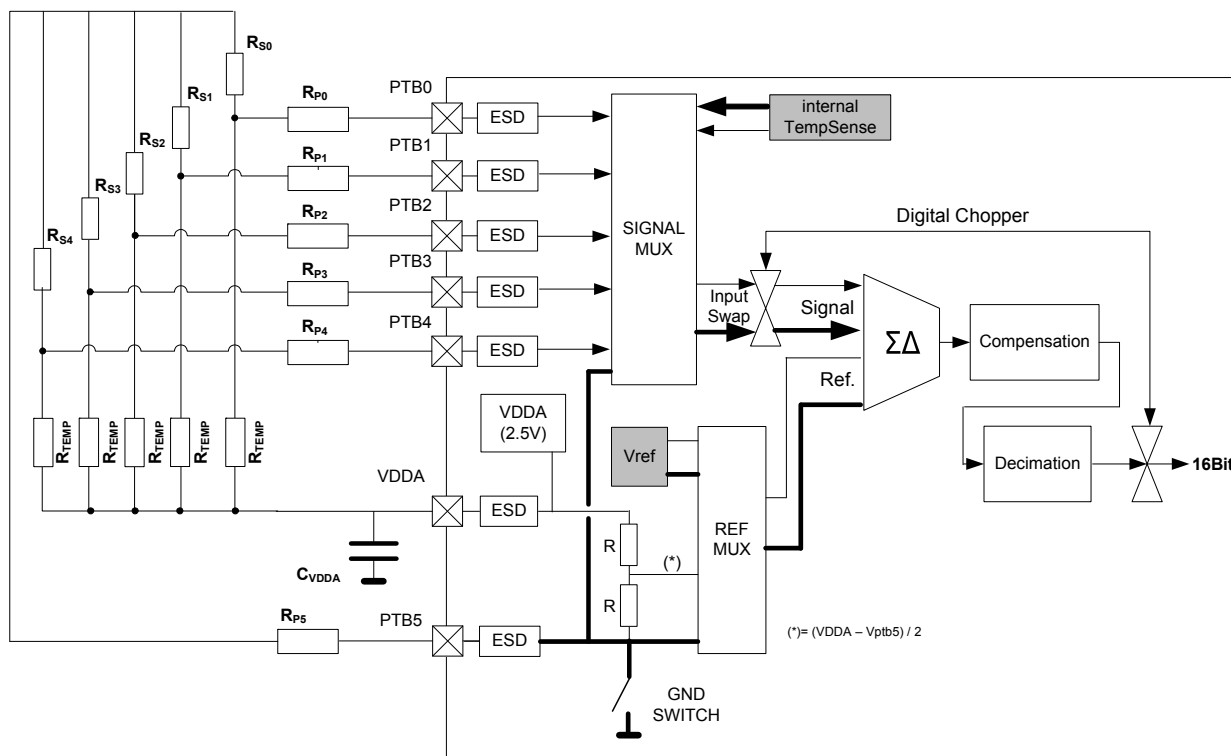 RS0
RS1
RS2
RS3
RS4
RP0
RP1
RP2
RP3
RP4
PTB0
PTB1
PTB2
PTB3
PTB4
ESD
ESD
ESD
ESD
ESD
SIGNAL
MUX
internal
TempSense
Digital Chopper
Input
Swap
Signal
Ref.
ΣΔ
Compensation
Decimation
16Bit
RTEMP
RTEMP
RTEMP
RTEMP
RTEMP
VDDA
(2.5V)
VDDA
ESD
CVDDA
Vref
R
(*)
R
REF
MUX
RP5
PTB5
ESD
(*)= (VDDA – Vptb5) / 2
GND
SWITCH